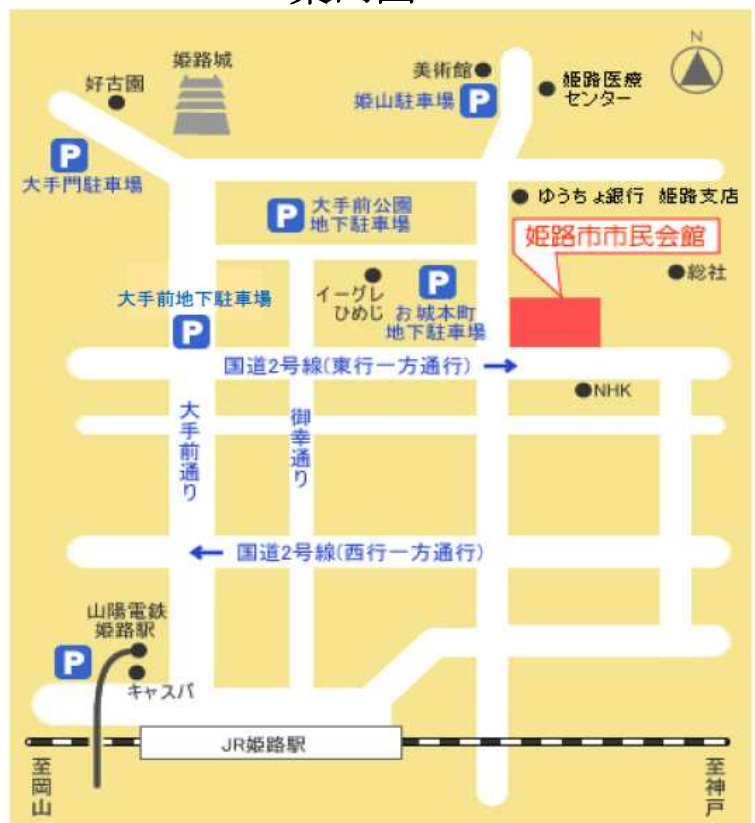 案内図
N
姫路城
好古園
美術館
姫山駐車場
P
姫路医療
センター
P
大手門駐車場
P
大手前公園
地下駐車場
ゆうちょ銀行 姫路支店
姫路市市民会館
総社
イーグレ
ひめじ
P
お城本町
地下駐車場
大手前地下駐車場
P
国道2号線(東行一方通行)
NHK
大手前通り
御幸通り
国道2号線(西行一方通行)
山陽電鉄
姫路駅
P
キャスパ
JR姫路駅
至岡山
至神戸